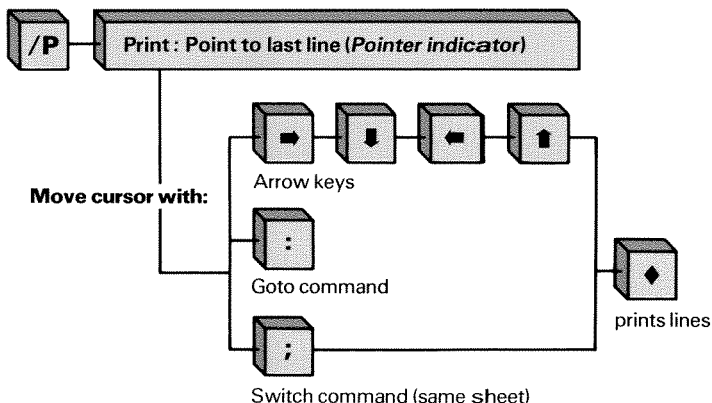 /P Print: Point to last line (Pointer indicator)
Move cursor with:
Arrow keys
:
Goto command
prints lines
;
Switch command (same sheet)